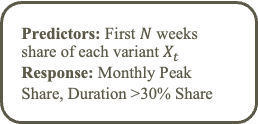 Predictors: First N weeks
share of each variant Xₜ
Response: Monthly Peak
Share, Duration >30% Share